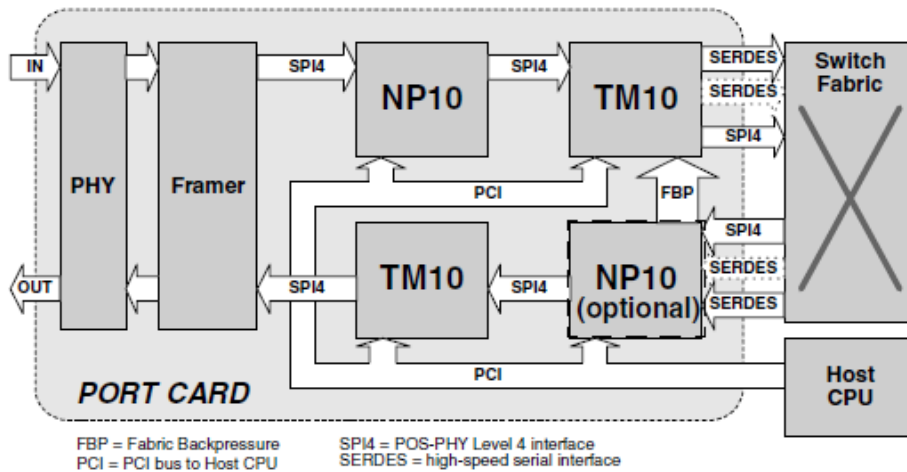 IN
SPI4
SPI4
SERDES
SERDES
SPI4
Switch
Fabric
NP10
TM10
PHY
Framer
PCI
FBP
SPI4
SERDES
SERDES
TM10
NP10
(optional)
OUT
SPI4
SPI4
PCI
PORT CARD
Host
CPU
FBP = Fabric Backpressure
PCI = PCI bus to Host CPU
SPI4 = POS-PHY Level 4 interface
SERDES = high-speed serial interface